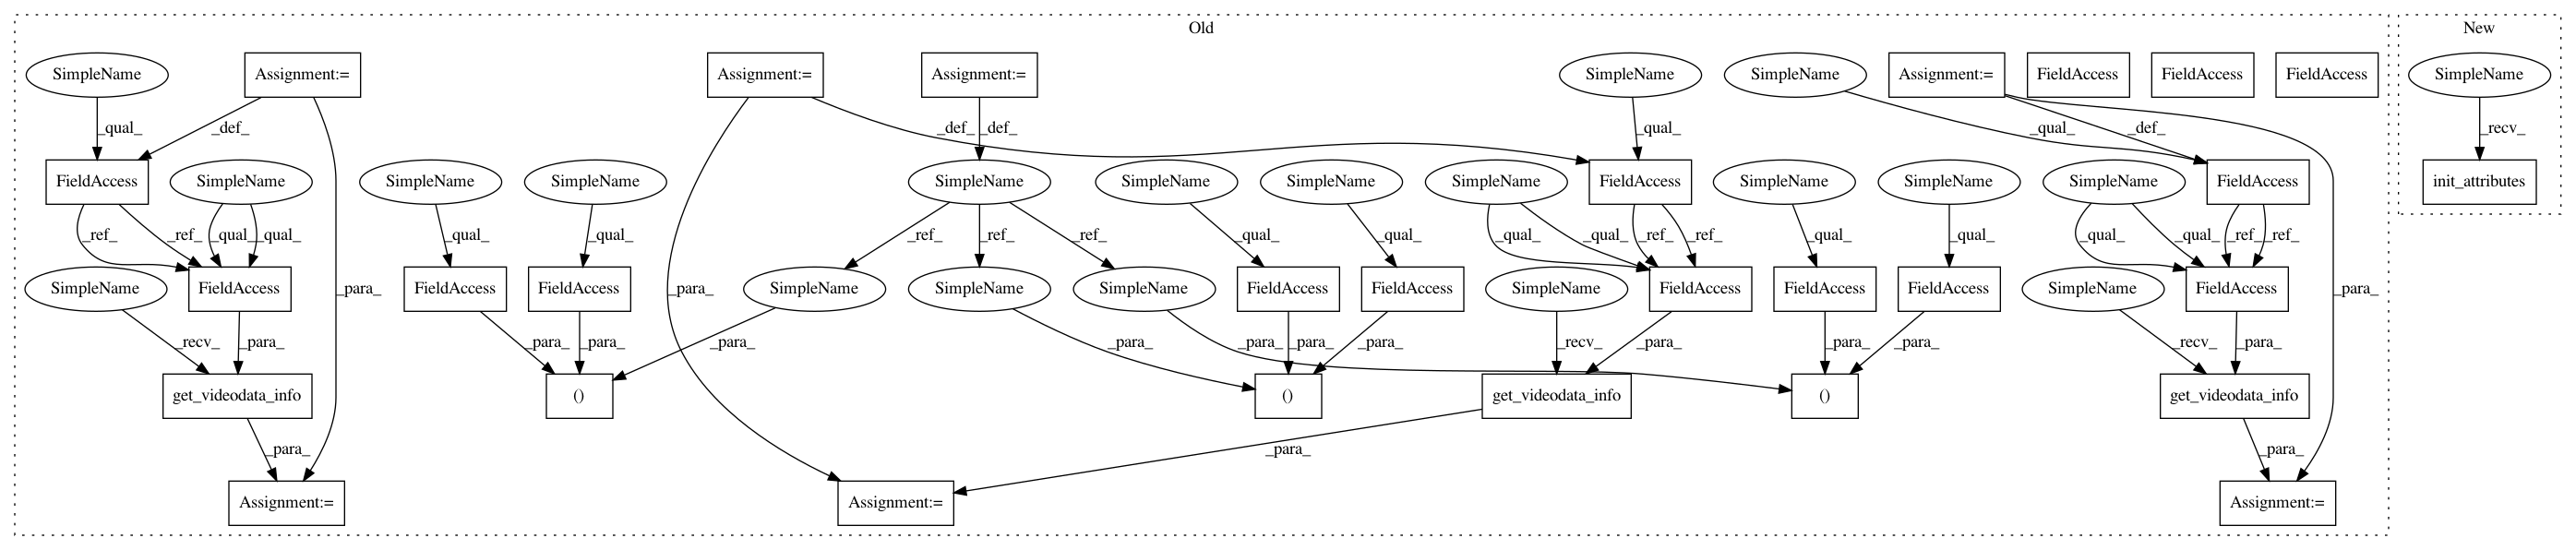 Old
New
SimpleName
Assignment:=
Assignment:=
Assignment:=
SimpleName
SimpleName
Assignment:=
FieldAccess
FieldAccess
FieldAccess
SimpleName
_qual_
_def_
_def_
_def_
_qual_
_qual_
_def_
_recv_
FieldAccess
SimpleName
SimpleName
SimpleName
SimpleName
SimpleName
SimpleName
SimpleName
FieldAccess
SimpleName
SimpleName
SimpleName
FieldAccess
init_attributes
_ref_
_ref_
_qual_
_qual_
_qual_
_qual_
_ref_
_ref_
_ref_
_qual_
_qual_
_qual_
_qual_
_ref_
_ref_
_qual_
_qual_
_qual_
_qual_
_ref_
_ref_
SimpleName
FieldAccess
_para_
FieldAccess
FieldAccess
_para_
SimpleName
SimpleName
SimpleName
FieldAccess
FieldAccess
SimpleName
FieldAccess
FieldAccess
FieldAccess
SimpleName
FieldAccess
_para_
_recv_
_para_
_para_
_para_
_para_
_para_
_para_
_para_
_para_
_recv_
_para_
_para_
_para_
_recv_
_para_
get_videodata_info
()
()
get_videodata_info
()
get_videodata_info
_para_
_para_
_para_
Assignment:=
Assignment:=
Assignment:=